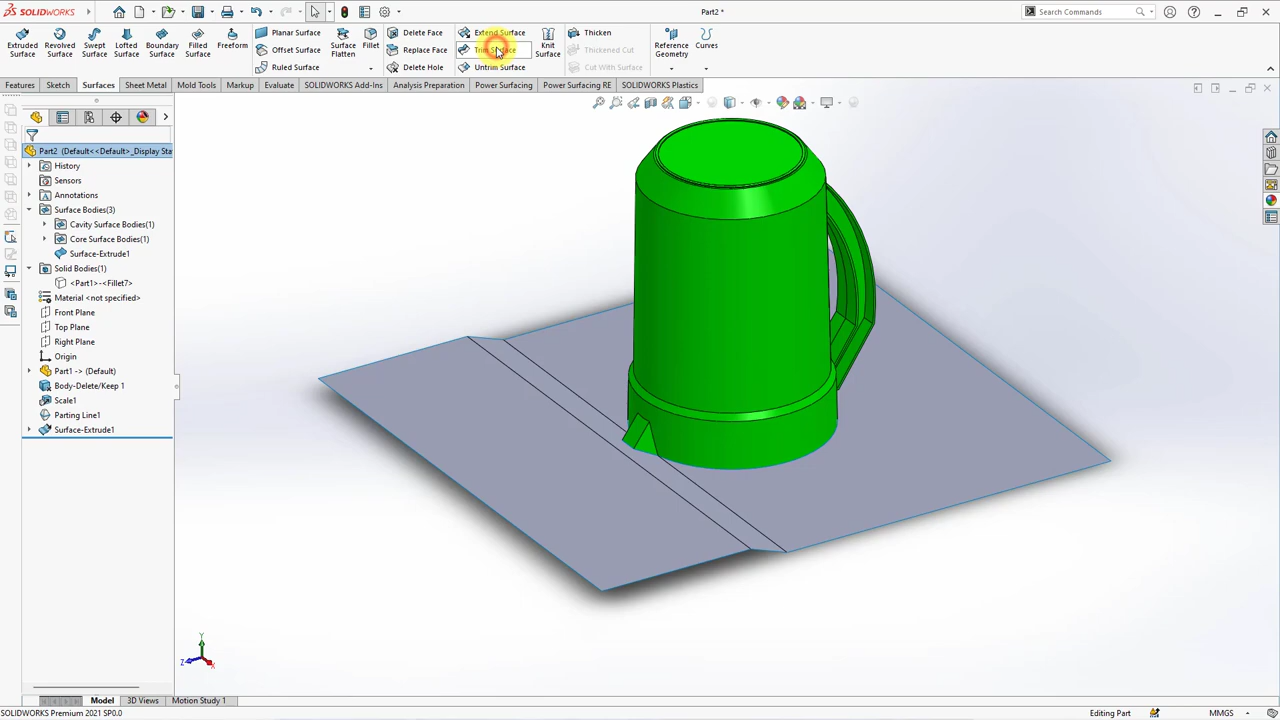 SOLIDWORKS
Part2 *
Search Commands
Extruded Surface
Revolved Surface
Swept Surface
Lofted Surface
Boundary Surface
Filled Surface
Freeform
Planar Surface
Offset Surface
Ruled Surface
Surface Flatten
Fillet
Delete Face
Replace Face
Delete Hole
Extend Surface
Trim Surface
Untrim Surface
Knit Surface
Thicken
Thickened Cut
Cut With Surface
Reference Geometry
Curves
Features
Sketch
Surfaces
Sheet Metal
Mold Tools
Markup
Evaluate
SOLIDWORKS Add-Ins
Analysis Preparation
Power Surfacing
Power Surfacing RE
SOLIDWORKS Plastics
Part2 (Default<<Default>_Display Sta
History
Sensors
Annotations
Surface Bodies(3)
Cavity Surface Bodies(1)
Core Surface Bodies(1)
Surface-Extrude1
Solid Bodies(1)
<Part1>-<Fillet7>
Material <not specified>
Front Plane
Top Plane
Right Plane
Origin
Part1 -> (Default)
Body-Delete/Keep 1
Scale1
Parting Line1
Surface-Extrude1
Y
Z
X
Model
3D Views
Motion Study 1
SOLIDWORKS Premium 2021 SP0.0
Editing Part
MMGS